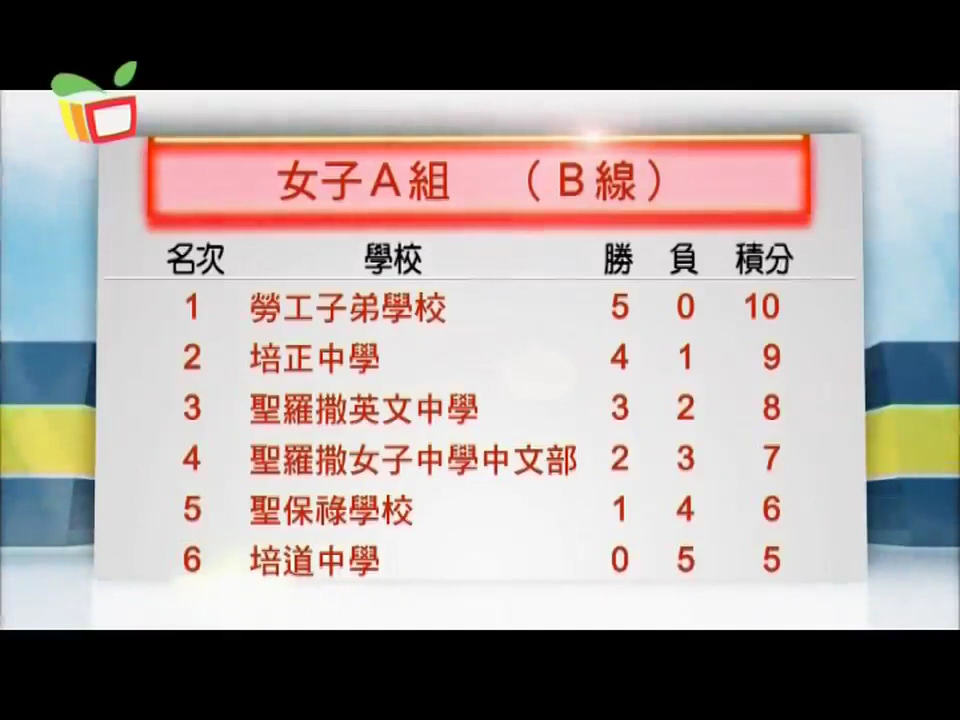 女子A組 （B線）
名次 學校 勝 負 積分
1 勞工子弟學校 5 0 10
2 培正中學 4 1 9
3 聖羅撒英文中學 3 2 8
4 聖羅撒女子中學中文部 2 3 7
5 聖保祿學校 1 4 6
6 培道中學 0 5 5